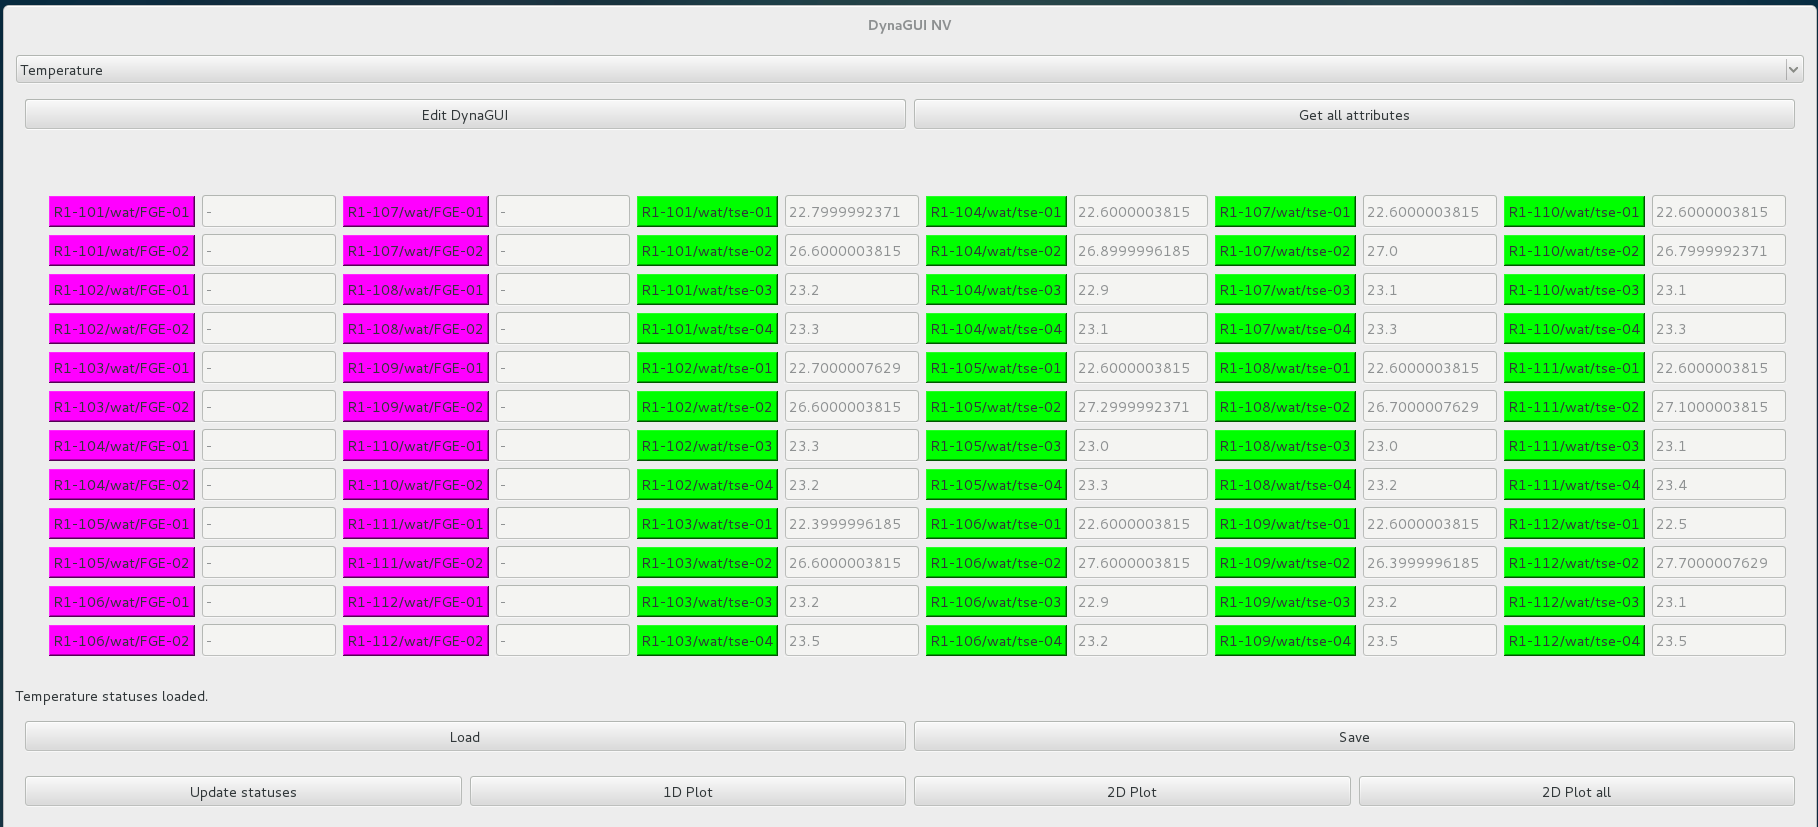 DynaGUI NV
Temperature
Edit DynaGUI Get all attributes
R1-101/wat/FGE-01 - R1-107/wat/FGE-01 - R1-101/wat/tse-01 22.7999992371 R1-104/wat/tse-01 22.6000003815 R1-107/wat/tse-01 22.6000003815 R1-110/wat/tse-01 22.6000003815
R1-101/wat/FGE-02 - R1-107/wat/FGE-02 - R1-101/wat/tse-02 26.6000003815 R1-104/wat/tse-02 26.8999996185 R1-107/wat/tse-02 27.0 R1-110/wat/tse-02 26.7999992371
R1-102/wat/FGE-01 - R1-108/wat/FGE-01 - R1-101/wat/tse-03 23.2 R1-104/wat/tse-03 22.9 R1-107/wat/tse-03 23.1 R1-110/wat/tse-03 23.1
R1-102/wat/FGE-02 - R1-108/wat/FGE-02 - R1-101/wat/tse-04 23.3 R1-104/wat/tse-04 23.1 R1-107/wat/tse-04 23.3 R1-110/wat/tse-04 23.3
R1-103/wat/FGE-01 - R1-109/wat/FGE-01 - R1-102/wat/tse-01 22.7000007629 R1-105/wat/tse-01 22.6000003815 R1-108/wat/tse-01 22.6000003815 R1-111/wat/tse-01 22.6000003815
R1-103/wat/FGE-02 - R1-109/wat/FGE-02 - R1-102/wat/tse-02 26.6000003815 R1-105/wat/tse-02 27.2999992371 R1-108/wat/tse-02 26.7000007629 R1-111/wat/tse-02 27.1000003815
R1-104/wat/FGE-01 - R1-110/wat/FGE-01 - R1-102/wat/tse-03 23.3 R1-105/wat/tse-03 23.0 R1-108/wat/tse-03 23.0 R1-111/wat/tse-03 23.1
R1-104/wat/FGE-02 - R1-110/wat/FGE-02 - R1-102/wat/tse-04 23.2 R1-105/wat/tse-04 23.3 R1-108/wat/tse-04 23.2 R1-111/wat/tse-04 23.4
R1-105/wat/FGE-01 - R1-111/wat/FGE-01 - R1-103/wat/tse-01 22.3999996185 R1-106/wat/tse-01 22.6000003815 R1-109/wat/tse-01 22.6000003815 R1-112/wat/tse-01 22.5
R1-105/wat/FGE-02 - R1-111/wat/FGE-02 - R1-103/wat/tse-02 26.6000003815 R1-106/wat/tse-02 27.6000003815 R1-109/wat/tse-02 26.3999996185 R1-112/wat/tse-02 27.7000007629
R1-106/wat/FGE-01 - R1-112/wat/FGE-01 - R1-103/wat/tse-03 23.2 R1-106/wat/tse-03 22.9 R1-109/wat/tse-03 23.2 R1-112/wat/tse-03 23.1
R1-106/wat/FGE-02 - R1-112/wat/FGE-02 - R1-103/wat/tse-04 23.5 R1-106/wat/tse-04 23.2 R1-109/wat/tse-04 23.5 R1-112/wat/tse-04 23.5
Temperature statuses loaded.
Load Save
Update statuses 1D Plot 2D Plot 2D Plot all